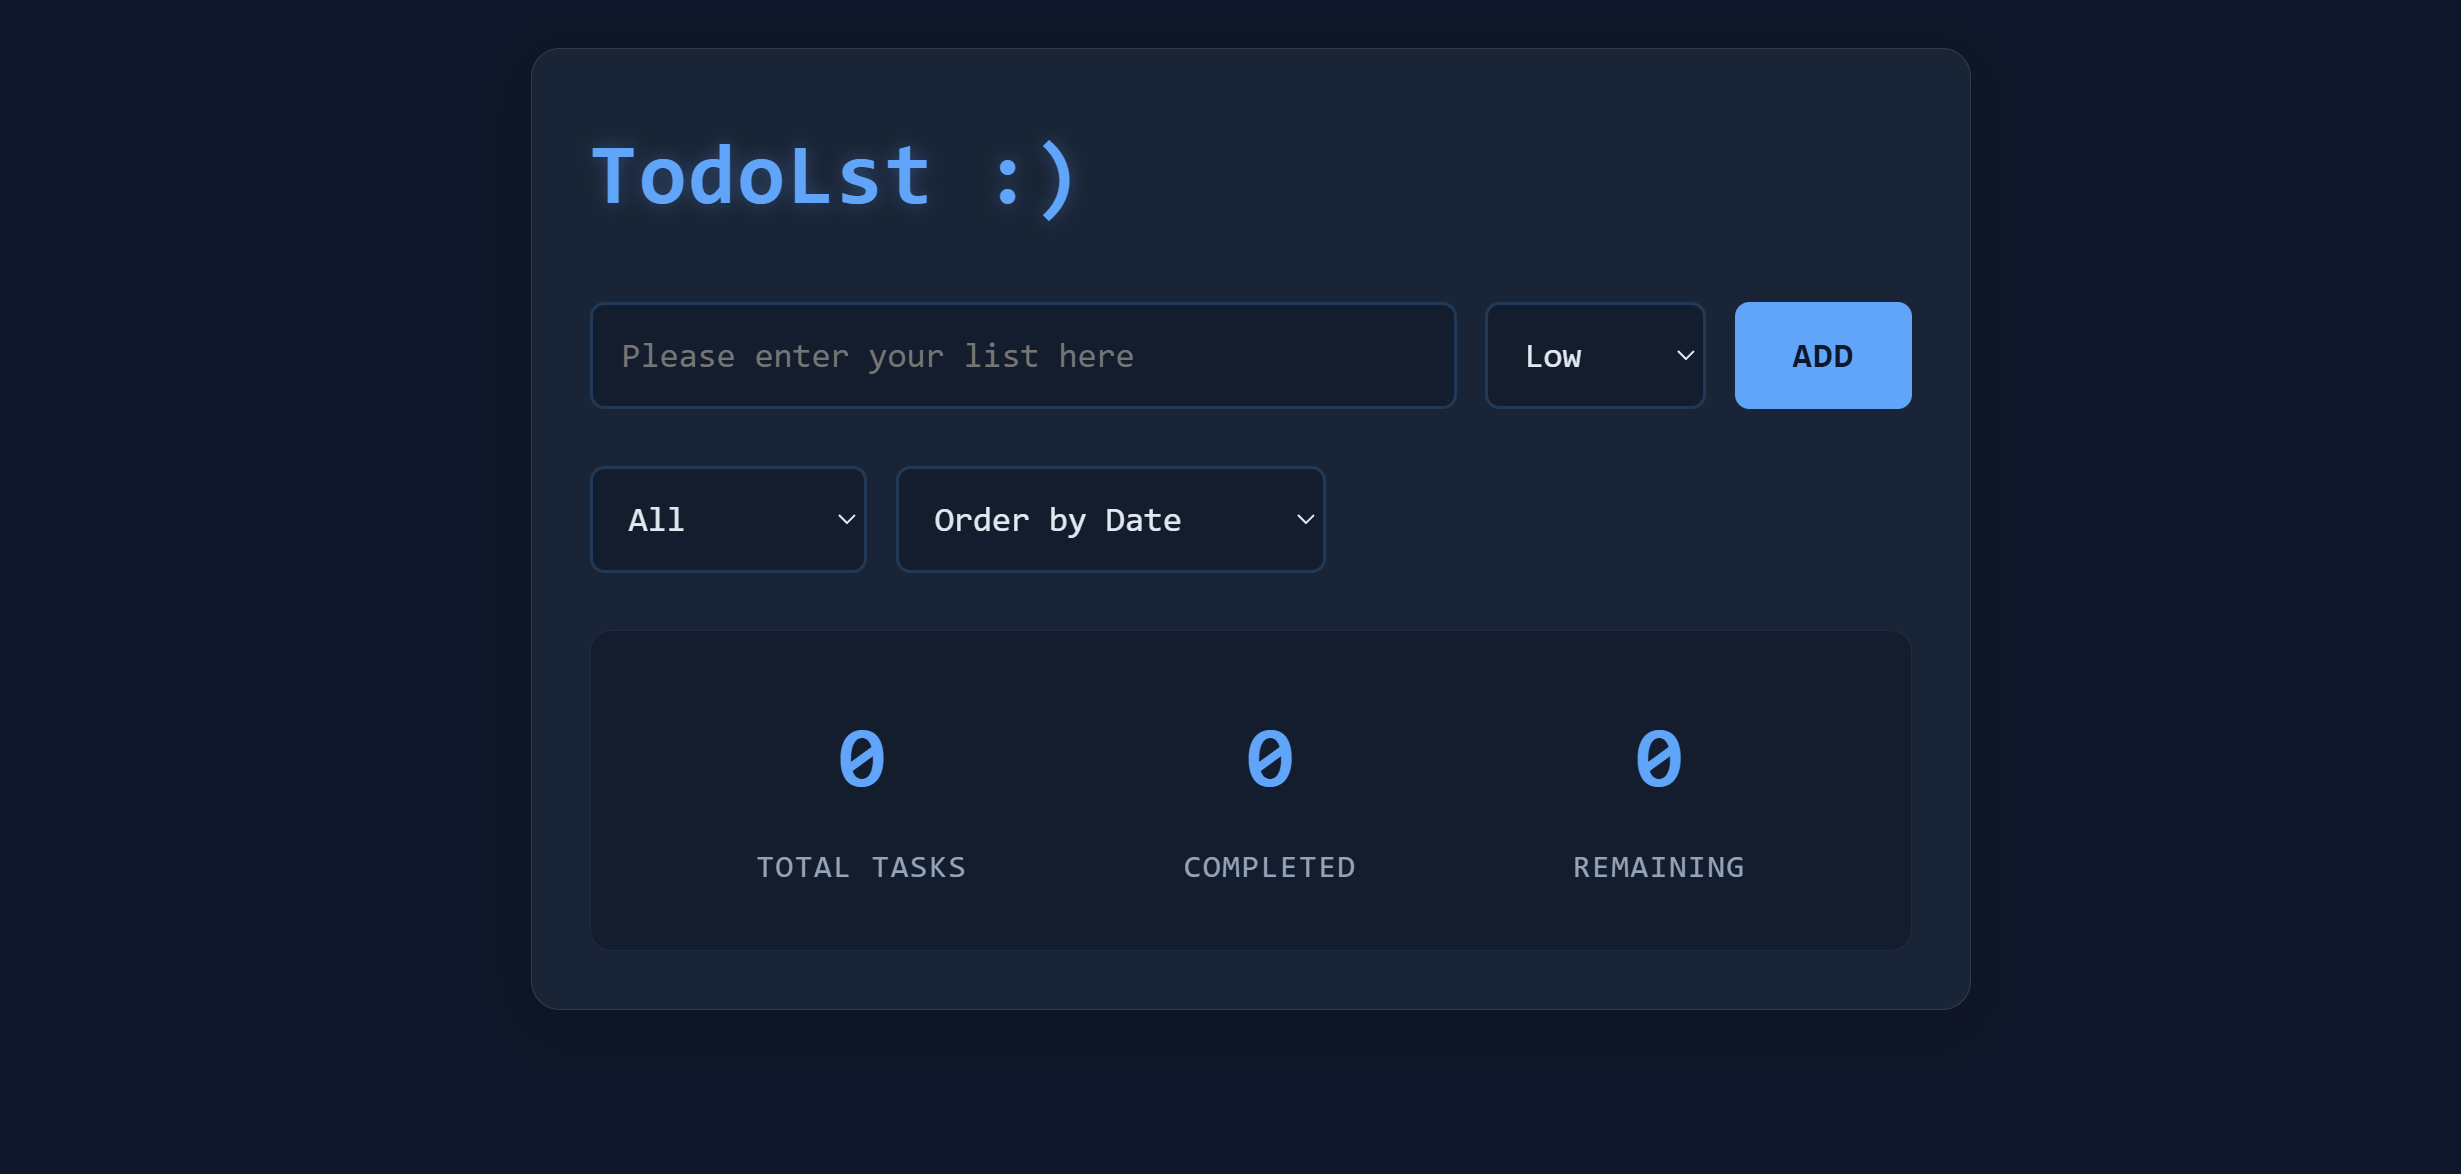 TodoLst :)
Please enter your list here Low ADD
All Order by Date
0 0 0
TOTAL TASKS COMPLETED REMAINING